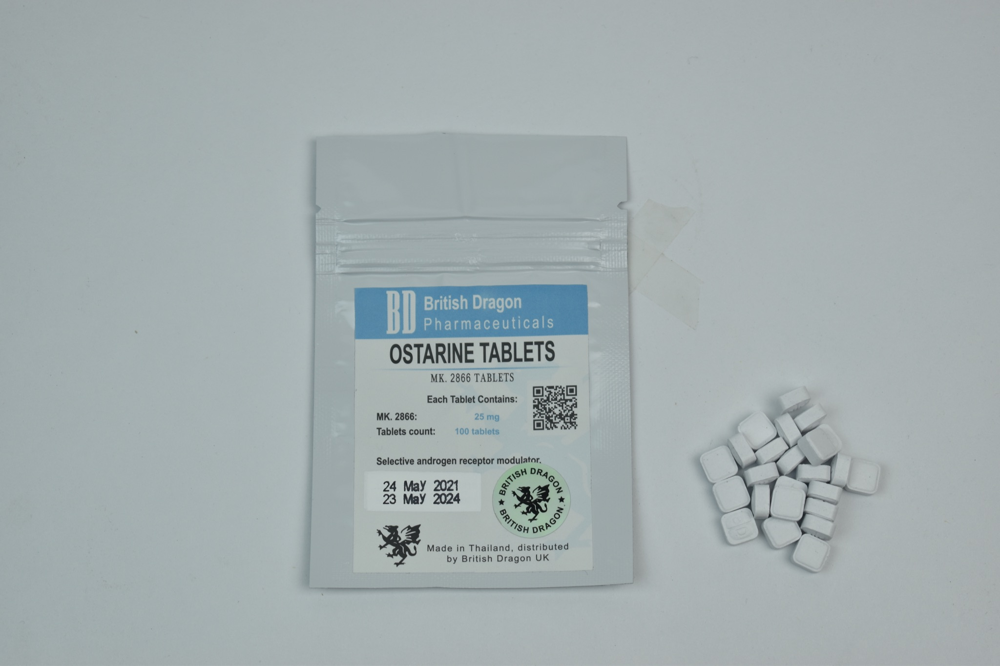 BD
British Dragon
Pharmaceuticals
OSTARINE TABLETS
MK. 2866 TABLETS
Each Tablet Contains:
MK. 2866: 25 mg
Tablets count: 100 tablets
Selective androgen receptor modulator.
24 May 2021
23 May 2024
BRITISH DRAGON
BRITISH DRAGON
Made in Thailand, distributed
by British Dragon UK